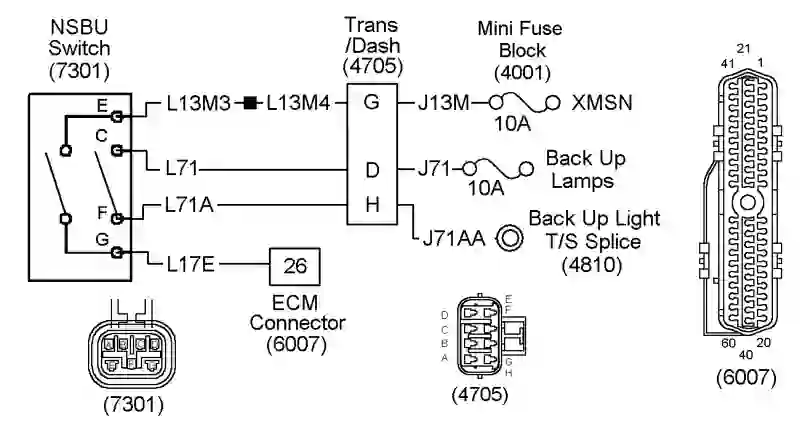 NSBU
Switch
(7301)
Trans
/Dash
(4705)
Mini Fuse
Block
(4001)
E
L13M3
L13M4
G
J13M
10A
XMSN
C
L71
D
J71
10A
Back Up
Lamps
F
L71A
H
J71AA
Back Up Light
T/S Splice
(4810)
G
L17E
26
ECM
Connector
(6007)
(7301)
D
C
B
A
E
F
G
H
(4705)
21
41
1
60
20
40
(6007)